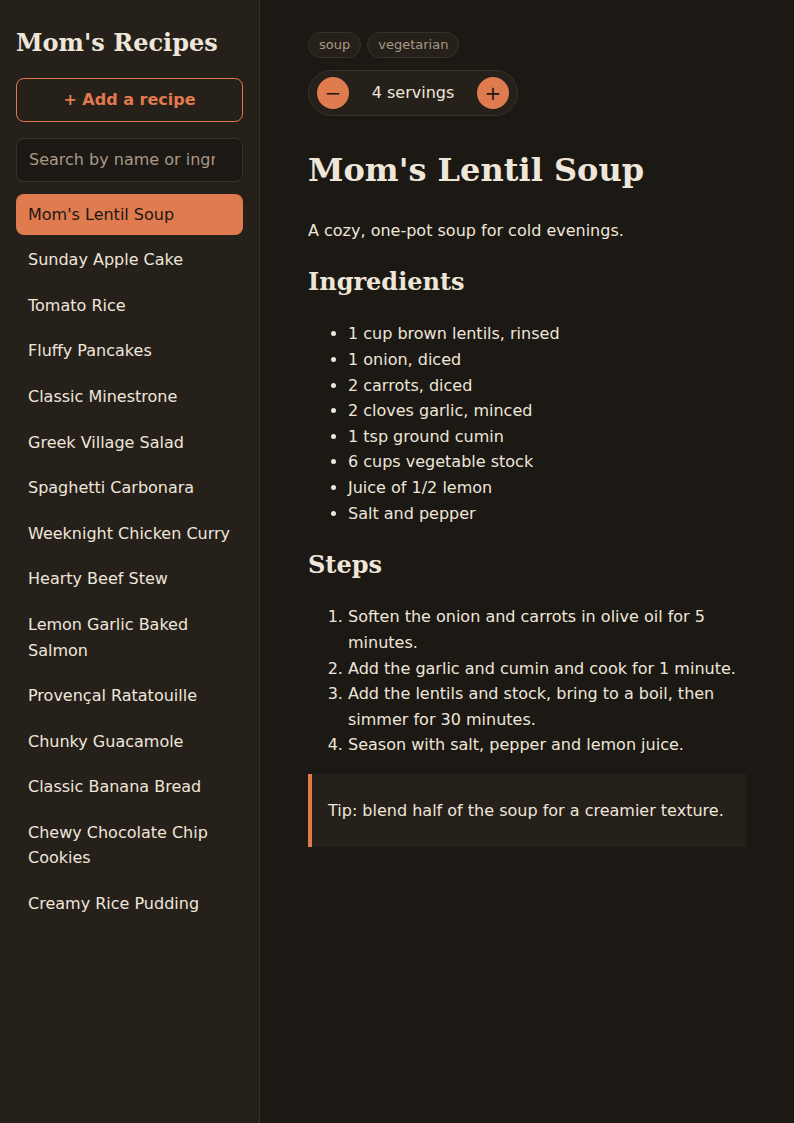 Mom's Recipes
+ Add a recipe
Search by name or ingr
Mom's Lentil Soup
Sunday Apple Cake
Tomato Rice
Fluffy Pancakes
Classic Minestrone
Greek Village Salad
Spaghetti Carbonara
Weeknight Chicken Curry
Hearty Beef Stew
Lemon Garlic Baked
Salmon
Provençal Ratatouille
Chunky Guacamole
Classic Banana Bread
Chewy Chocolate Chip
Cookies
Creamy Rice Pudding
soup vegetarian
− 4 servings +
Mom's Lentil Soup
A cozy, one-pot soup for cold evenings.
Ingredients
• 1 cup brown lentils, rinsed
• 1 onion, diced
• 2 carrots, diced
• 2 cloves garlic, minced
• 1 tsp ground cumin
• 6 cups vegetable stock
• Juice of 1/2 lemon
• Salt and pepper
Steps
1. Soften the onion and carrots in olive oil for 5
minutes.
2. Add the garlic and cumin and cook for 1 minute.
3. Add the lentils and stock, bring to a boil, then
simmer for 30 minutes.
4. Season with salt, pepper and lemon juice.
Tip: blend half of the soup for a creamier texture.